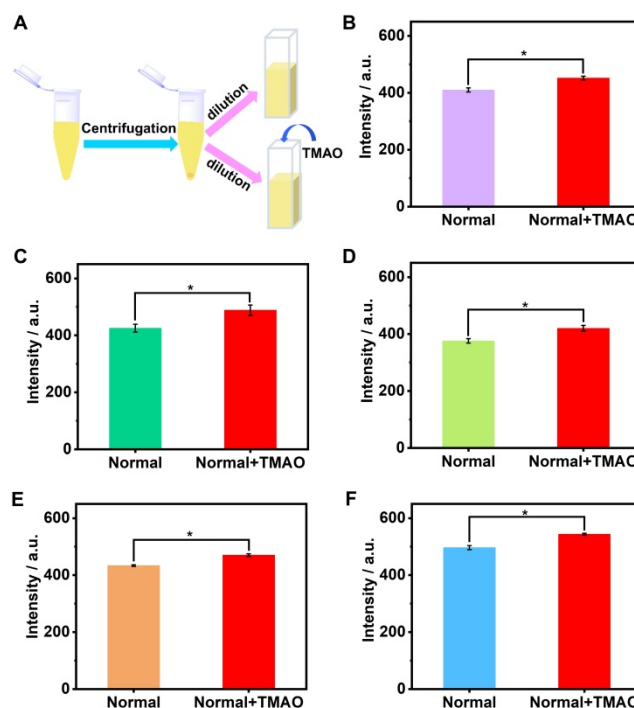 A
Centrifugation
dilution
dilution
TMAO
B
Intensity / a.u.
600
400
200
0
*
Normal
Normal+TMAO
C
Intensity / a.u.
600
400
200
0
*
Normal
Normal+TMAO
D
Intensity / a.u.
600
400
200
0
*
Normal
Normal+TMAO
E
Intensity / a.u.
600
400
200
0
*
Normal
Normal+TMAO
F
Intensity / a.u.
600
400
200
0
*
Normal
Normal+TMAO